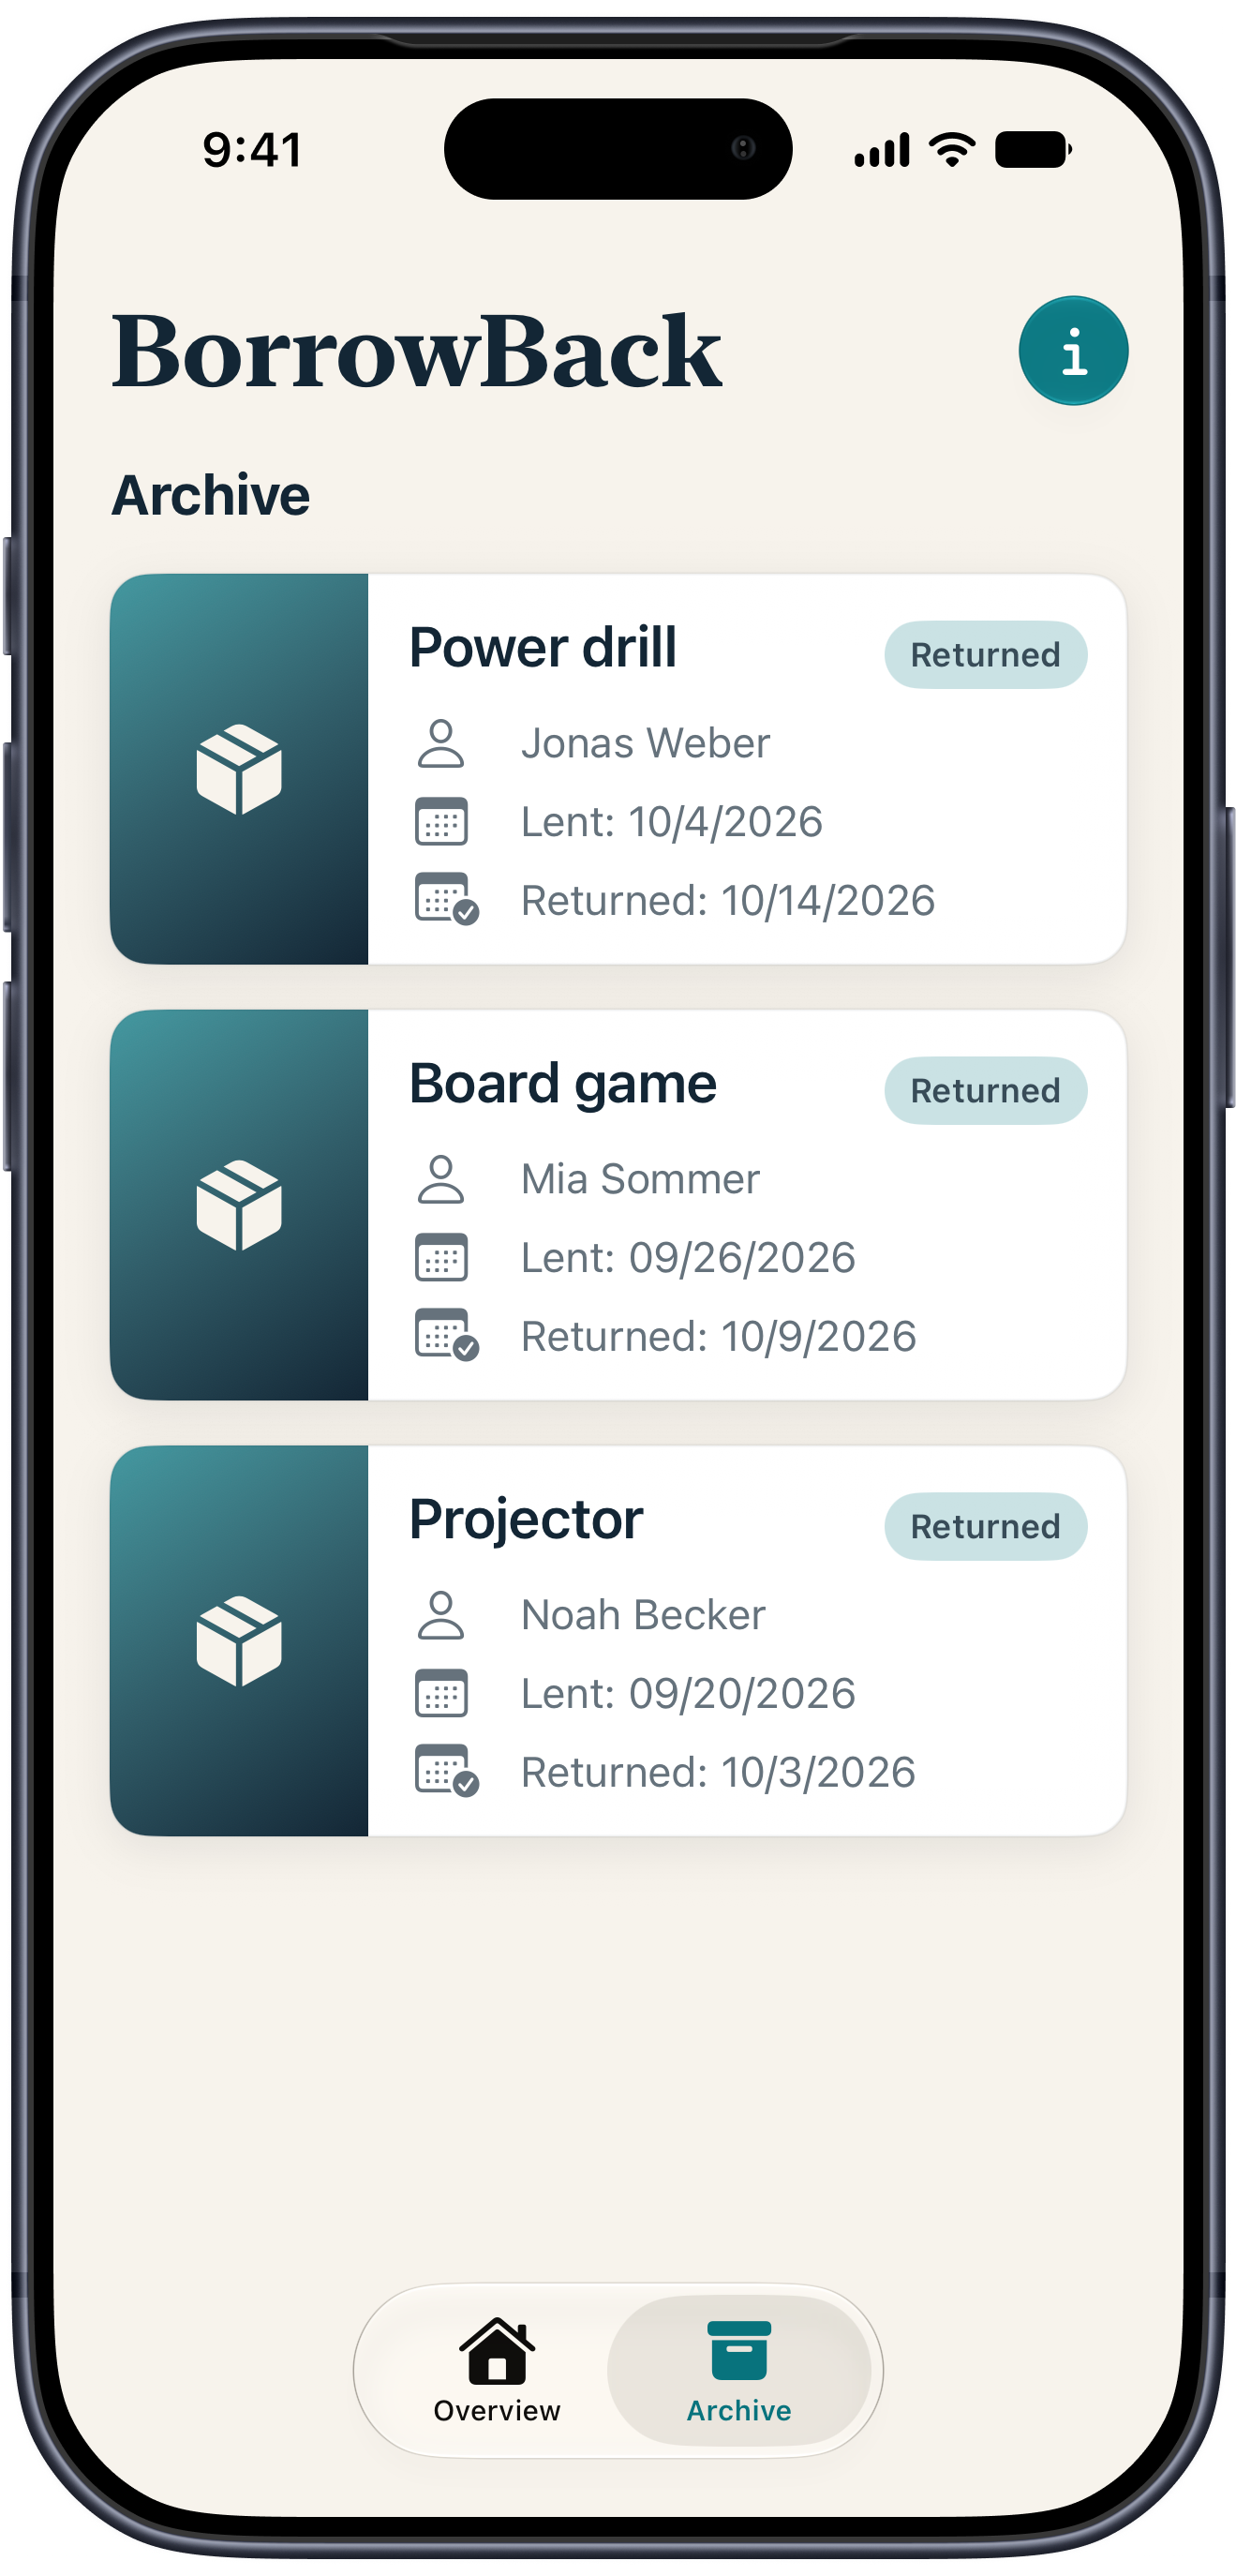 9:41
BorrowBack
i
Archive
Power drill
Returned
Jonas Weber
Lent: 10/4/2026
Returned: 10/14/2026
Board game
Returned
Mia Sommer
Lent: 09/26/2026
Returned: 10/9/2026
Projector
Returned
Noah Becker
Lent: 09/20/2026
Returned: 10/3/2026
Overview
Archive